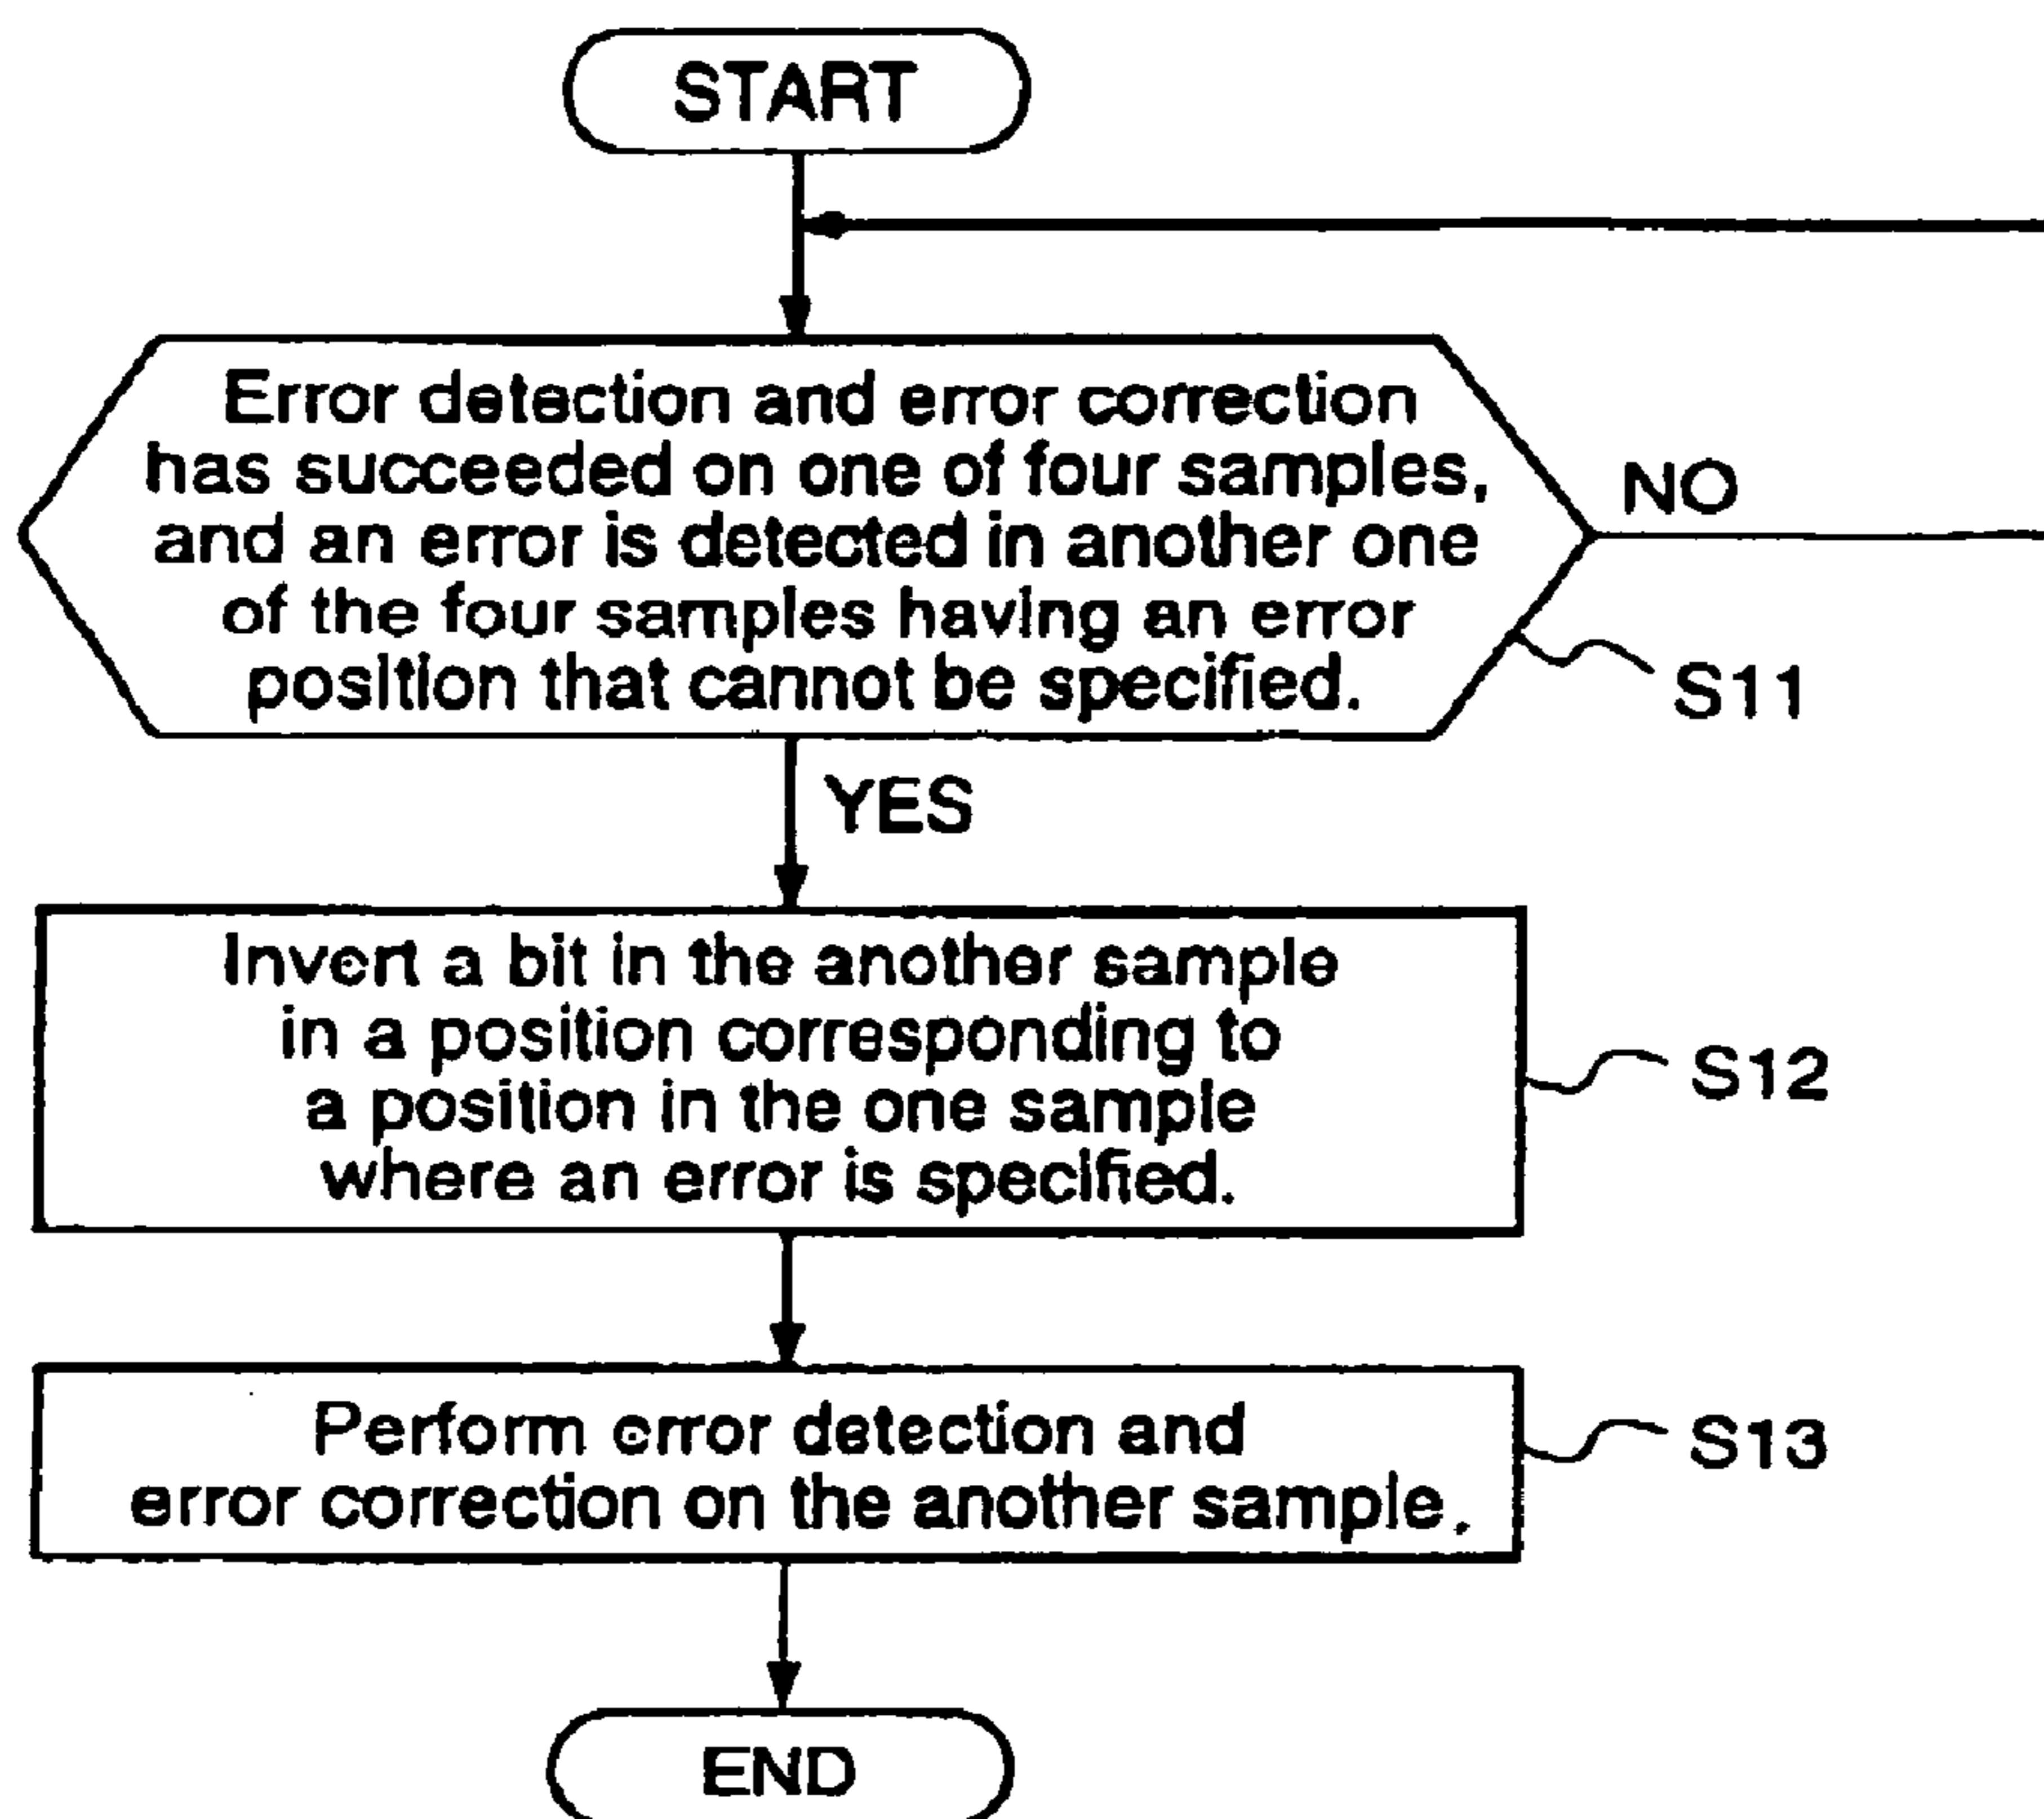 START
Error detection and error correction
has succeeded on one of four samples,
and an error is detected in another one
of the four samples having an error
position that cannot be specified.
NO
S11
YES
Invert a bit in the another sample
in a position corresponding to
a position in the one sample
where an error is specified.
S12
Perform error detection and
error correction on the another sample.
S13
END